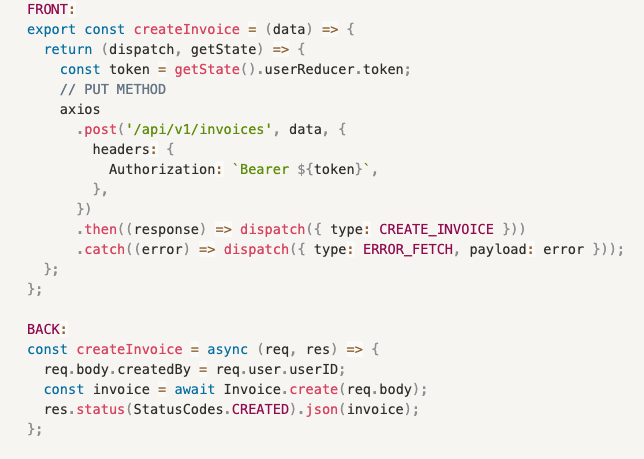 FRONT:
export const createInvoice = (data) => {
  return (dispatch, getState) => {
    const token = getState().userReducer.token;
    // PUT METHOD
    axios
      .post('/api/v1/invoices', data, {
        headers: {
          Authorization: `Bearer ${token}`,
        },
      })
      .then((response) => dispatch({ type: CREATE_INVOICE }))
      .catch((error) => dispatch({ type: ERROR_FETCH, payload: error }));
  };
};

BACK:
const createInvoice = async (req, res) => {
  req.body.createdBy = req.user.userID;
  const invoice = await Invoice.create(req.body);
  res.status(StatusCodes.CREATED).json(invoice);
};